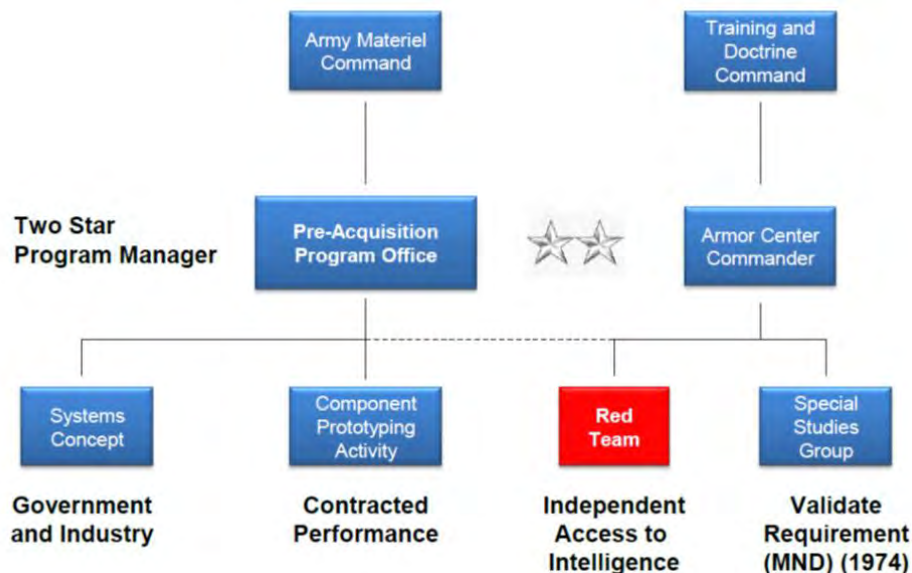 Army Materiel
Command
Training and
Doctrine
Command
Two Star
Program Manager
Pre-Acquisition
Program Office
Armor Center
Commander
Systems
Concept
Component
Prototyping
Activity
Red
Team
Special
Studies
Group
Government
and Industry
Contracted
Performance
Independent
Access to
Intelligence
Validate
Requirement
(MND) (1974)